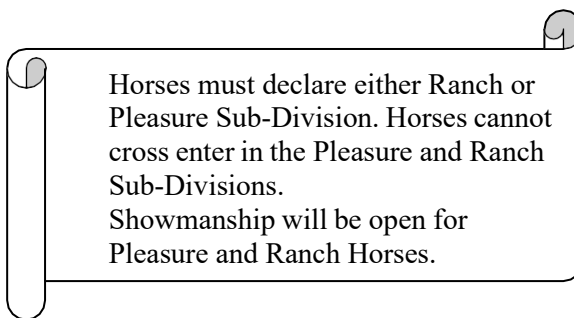 Horses must declare either Ranch or
Pleasure Sub-Division. Horses cannot
cross enter in the Pleasure and Ranch
Sub-Divisions.
Showmanship will be open for
Pleasure and Ranch Horses.